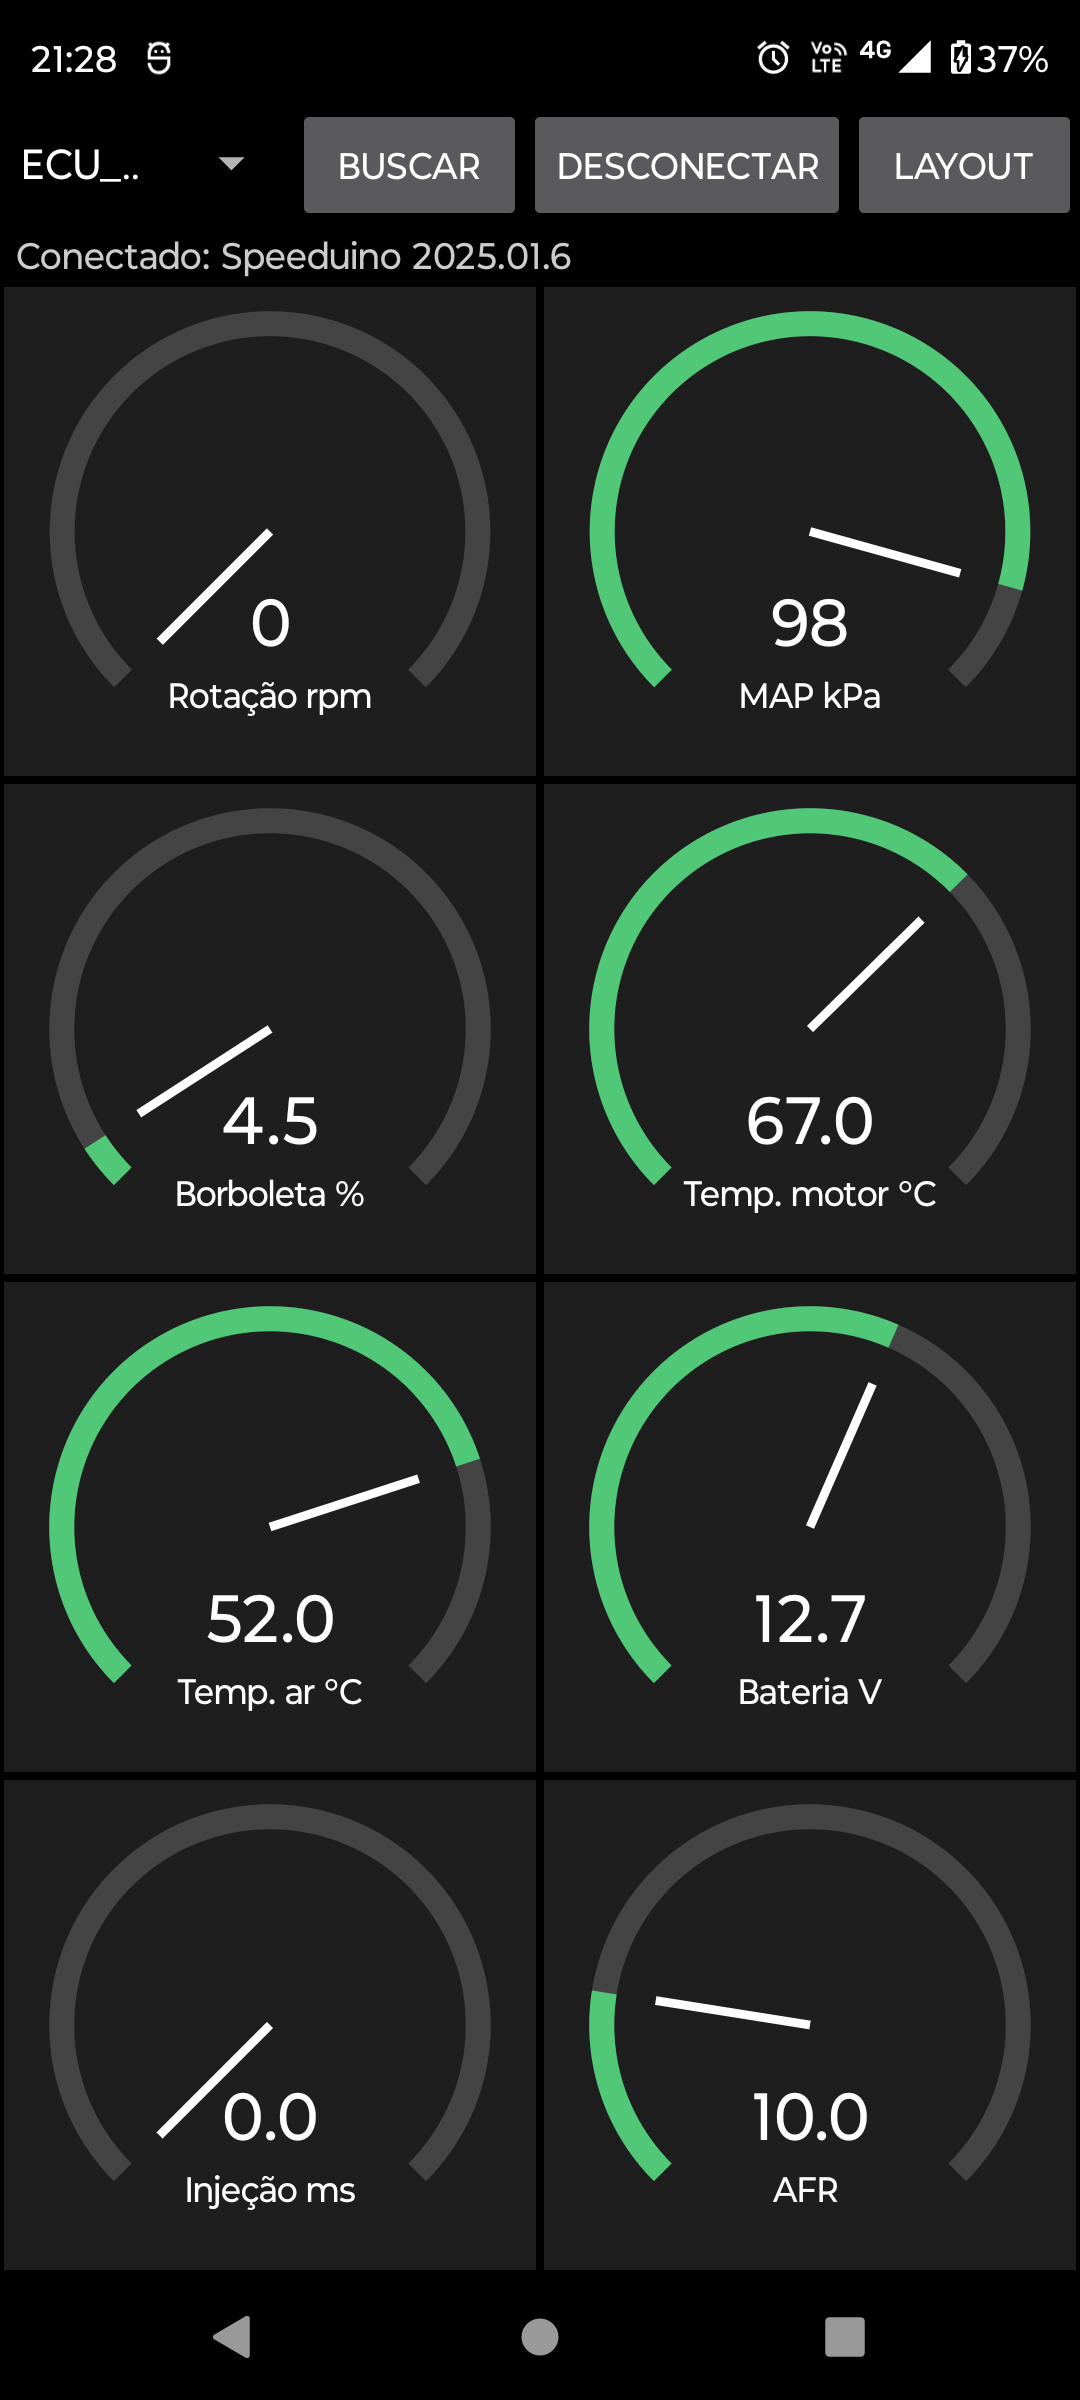 21:28 VoLTE 4G 37%
ECU_.. BUSCAR DESCONECTAR LAYOUT
Conectado: Speeduino 2025.01.6
0
Rotação rpm
98
MAP kPa
4.5
Borboleta %
67.0
Temp. motor °C
52.0
Temp. ar °C
12.7
Bateria V
0.0
Injeção ms
10.0
AFR